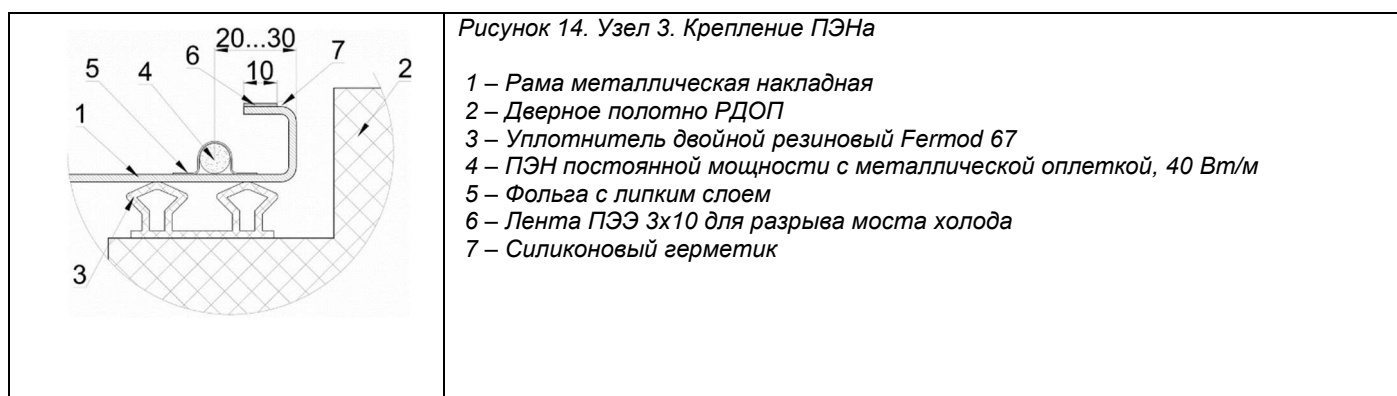 20...30
6
7
5
4
10
2
1
3
Рисунок 14. Узел 3. Крепление ПЭНа
1 – Рама металлическая накладная
2 – Дверное полотно РДОП
3 – Уплотнитель двойной резиновый Fermod 67
4 – ПЭН постоянной мощности с металлической оплеткой, 40 Вт/м
5 – Фольга с липким слоем
6 – Лента ПЭЭ 3х10 для разрыва моста холода
7 – Силиконовый герметик